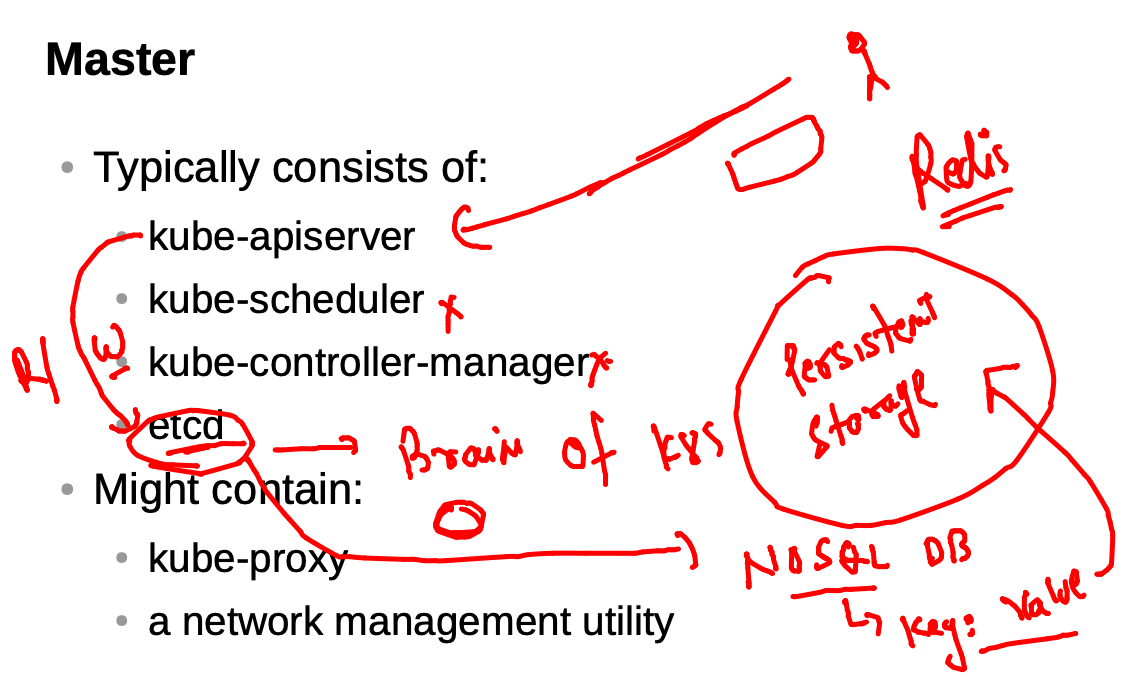 Master
Redis
Typically consists of:
kube-apiserver
kube-scheduler x
kube-controller-manager x
R/W
etcd
Brain of K8S
Persistent
Storage
Might contain:
kube-proxy
NOSQL DB
a network management utility
Key: Value